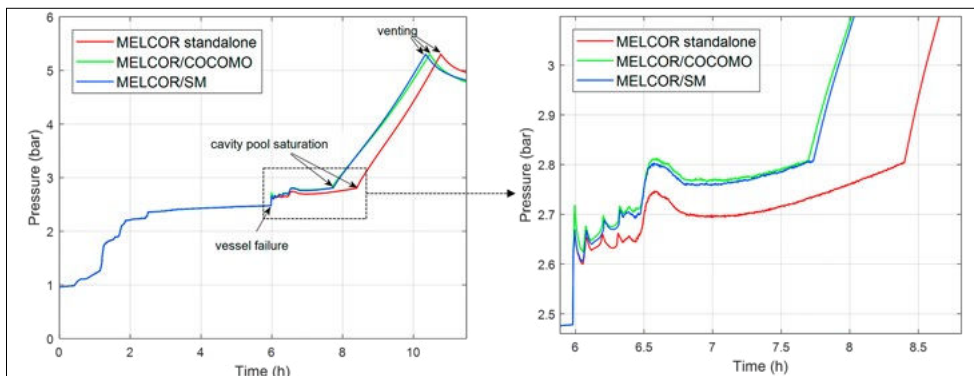 6
5
4
3
2
1
0
Pressure (bar)
0 2 4 6 8 10
Time (h)
MELCOR standalone
MELCOR/COCOMO
MELCOR/SM
venting
cavity pool saturation
vessel failure
3
2.9
2.8
2.7
2.6
2.5
Pressure (bar)
6 6.5 7 7.5 8 8.5
Time (h)
MELCOR standalone
MELCOR/COCOMO
MELCOR/SM